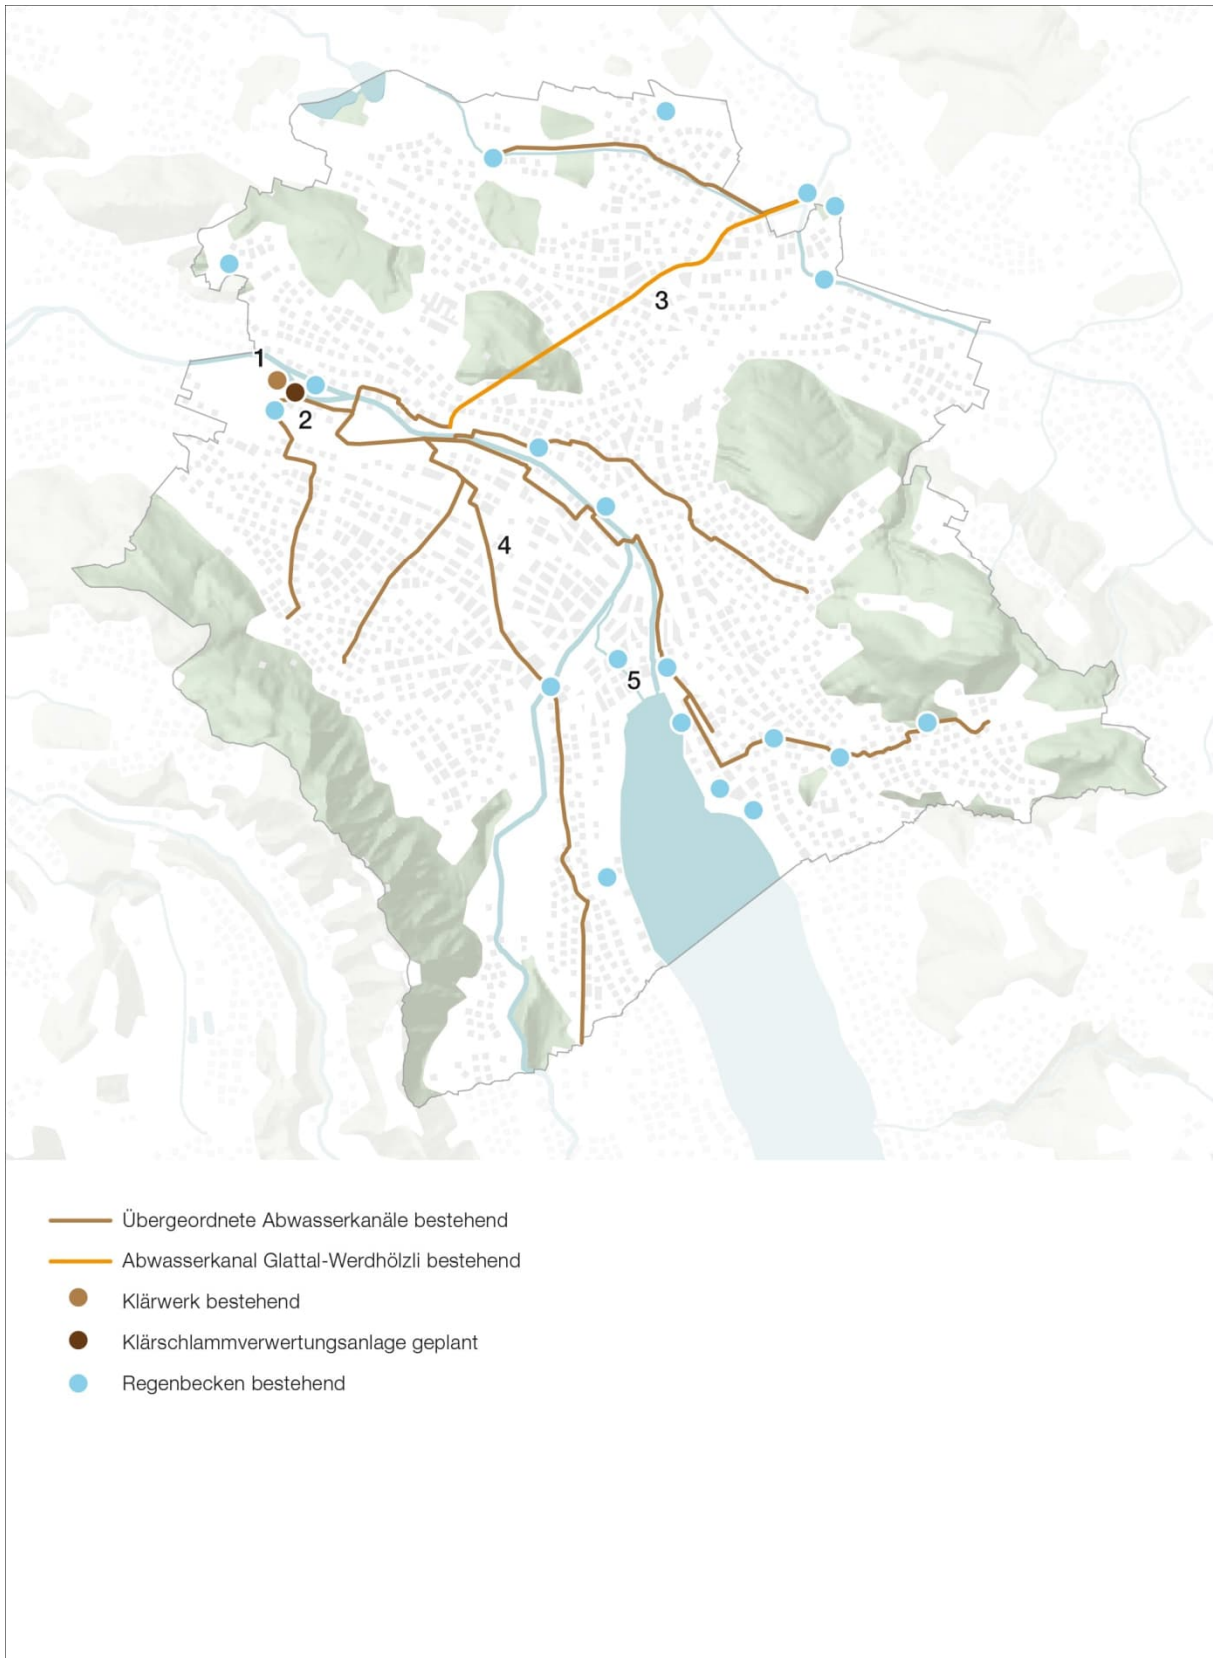 3
1
2
4
5
Übergeordnete Abwasserkanäle bestehend
Abwasserkanal Glattal-Werdhölzli bestehend
Klärwerk bestehend
Klärschlammverwertungsanlage geplant
Regenbecken bestehend